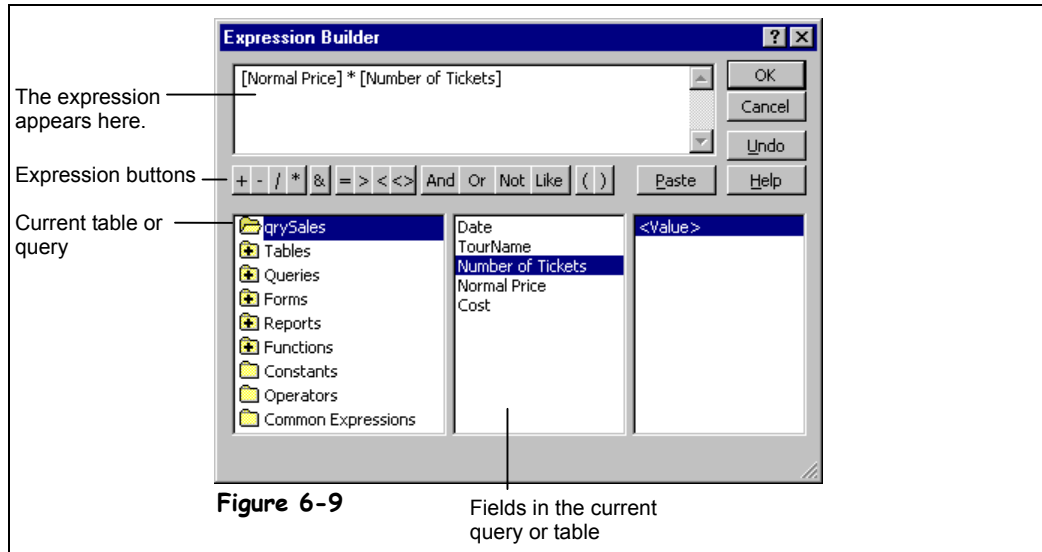 Expression Builder
? ×
[Normal Price] * [Number of Tickets]
OK
Cancel
Undo
The expression
appears here.
Expression buttons
+ - / * & = > < <> And Or Not Like ( ) Paste Help
Current table or
query
qrySales
Tables
Queries
Forms
Reports
Functions
Constants
Operators
Common Expressions
Date
TourName
Number of Tickets
Normal Price
Cost
<Value>
Figure 6-9
Fields in the current
query or table